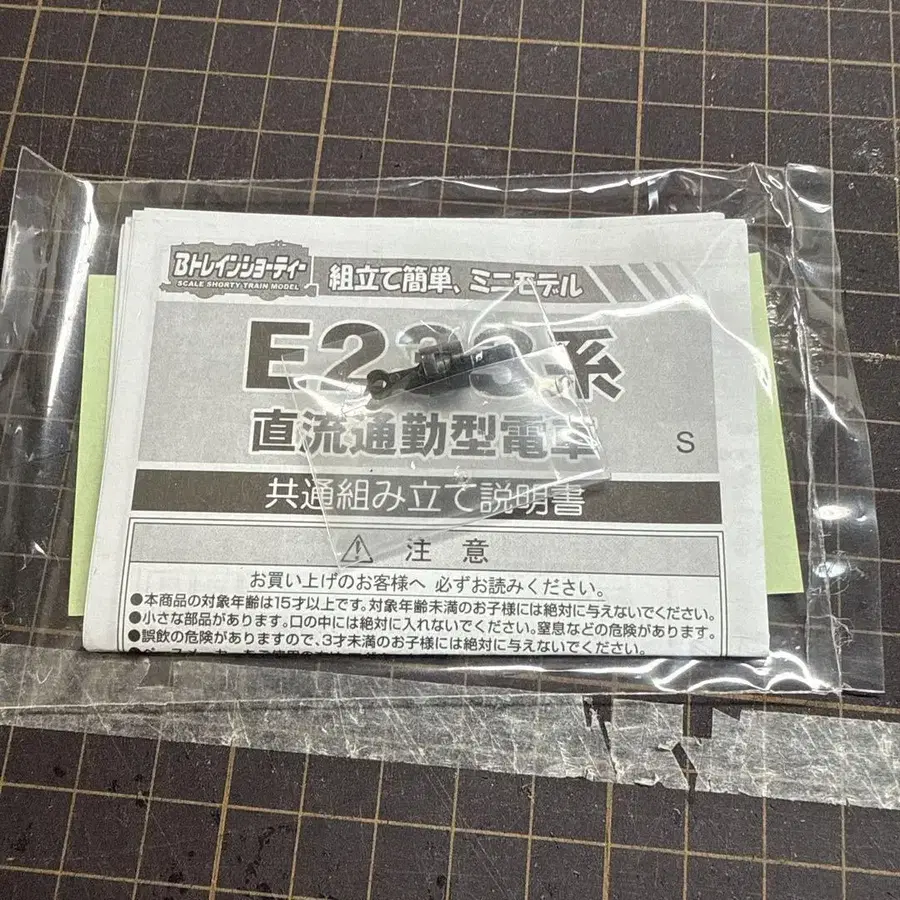 Bトレインショーティー
SCALE SHORTY TRAIN MODEL
組立て簡単、ミニモデル
E233系
直流通勤型電車
S
共通組み立て説明書
注 意
お買い上げのお客様へ 必ずお読みください。
●本商品の対象年齢は15才以上です。対象年齢未満のお子様には絶対に与えないでください。
●小さな部品があります。口の中には絶対に入れないでください。窒息などの危険があります。
●誤飲の危険がありますので、3才未満のお子様には絶対に与えないでください。